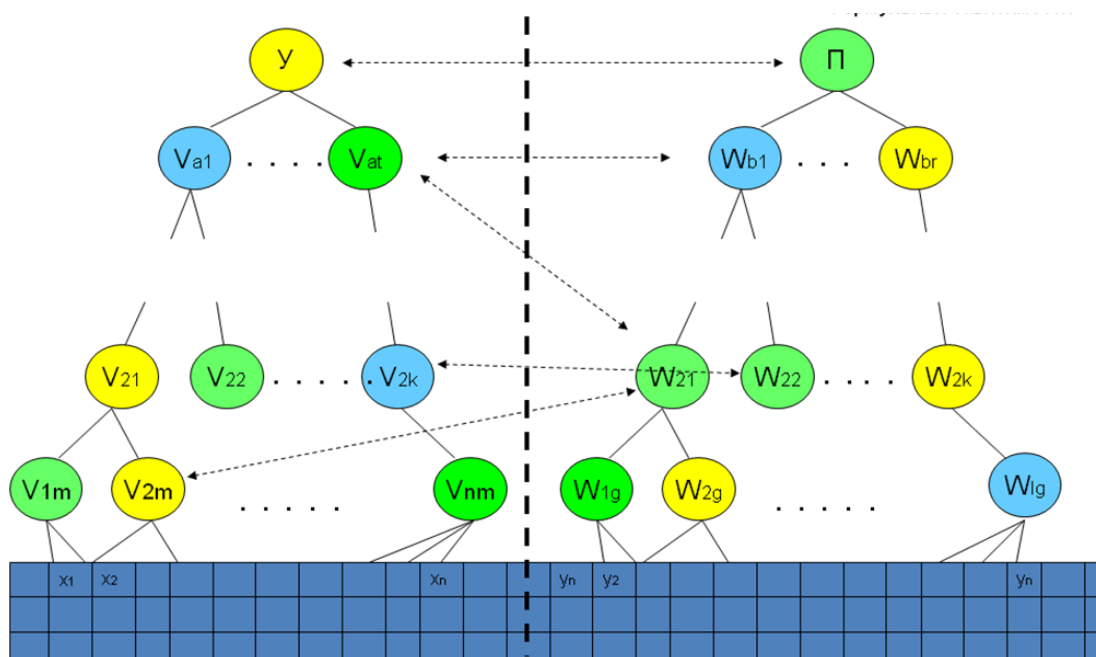 У П
Va1 . . . . Vat Wb1 . . . Wbr
V21 V22 . . . . . . V2k W21 W22 . . . . W2k
V1m V2m . . . . . Vnm W1g W2g . . . . . Wlg
x1 x2 xn yn y2 yn